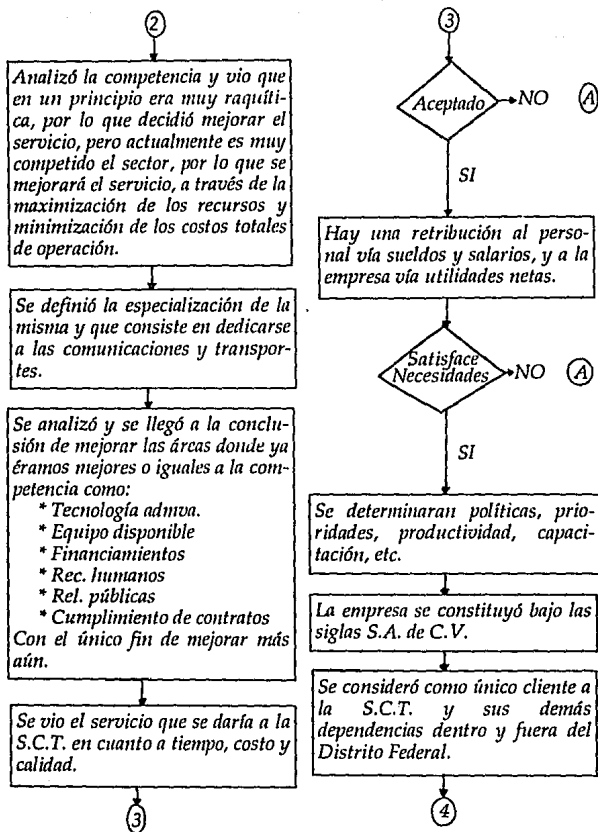 2
Analizó la competencia y vio que
en un principio era muy raquíti-
ca, por lo que decidió mejorar el
servicio, pero actualmente es muy
competido el sector, por lo que se
mejorará el servicio, a través de la
maximización de los recursos y
minimización de los costos totales
de operación.
Se definió la especialización de la
misma y que consiste en dedicarse
a las comunicaciones y transpor-
tes.
Se analizó y se llegó a la conclu-
sión de mejorar las áreas donde ya
éramos mejores o iguales a la com-
petencia como:
* Tecnología admva.
* Equipo disponible
* Financiamientos
* Rec. humanos
* Rel. públicas
* Cumplimiento de contratos
Con el único fin de mejorar más
aún.
Se vio el servicio que se daría a la
S.C.T. en cuanto a tiempo, costo y
calidad.
3
3
Aceptado
NO
A
SI
Hay una retribución al personal
vía sueldos y salarios, y a la
empresa vía utilidades netas.
Satisface
Necesidades
NO
A
SI
Se determinaran políticas, prio-
ridades, productividad, capaci-
tación, etc.
La empresa se constituyó bajo las
siglas S.A. de C.V.
Se consideró como único cliente a
la S.C.T. y sus demás
dependencias dentro y fuera del
Distrito Federal.
4